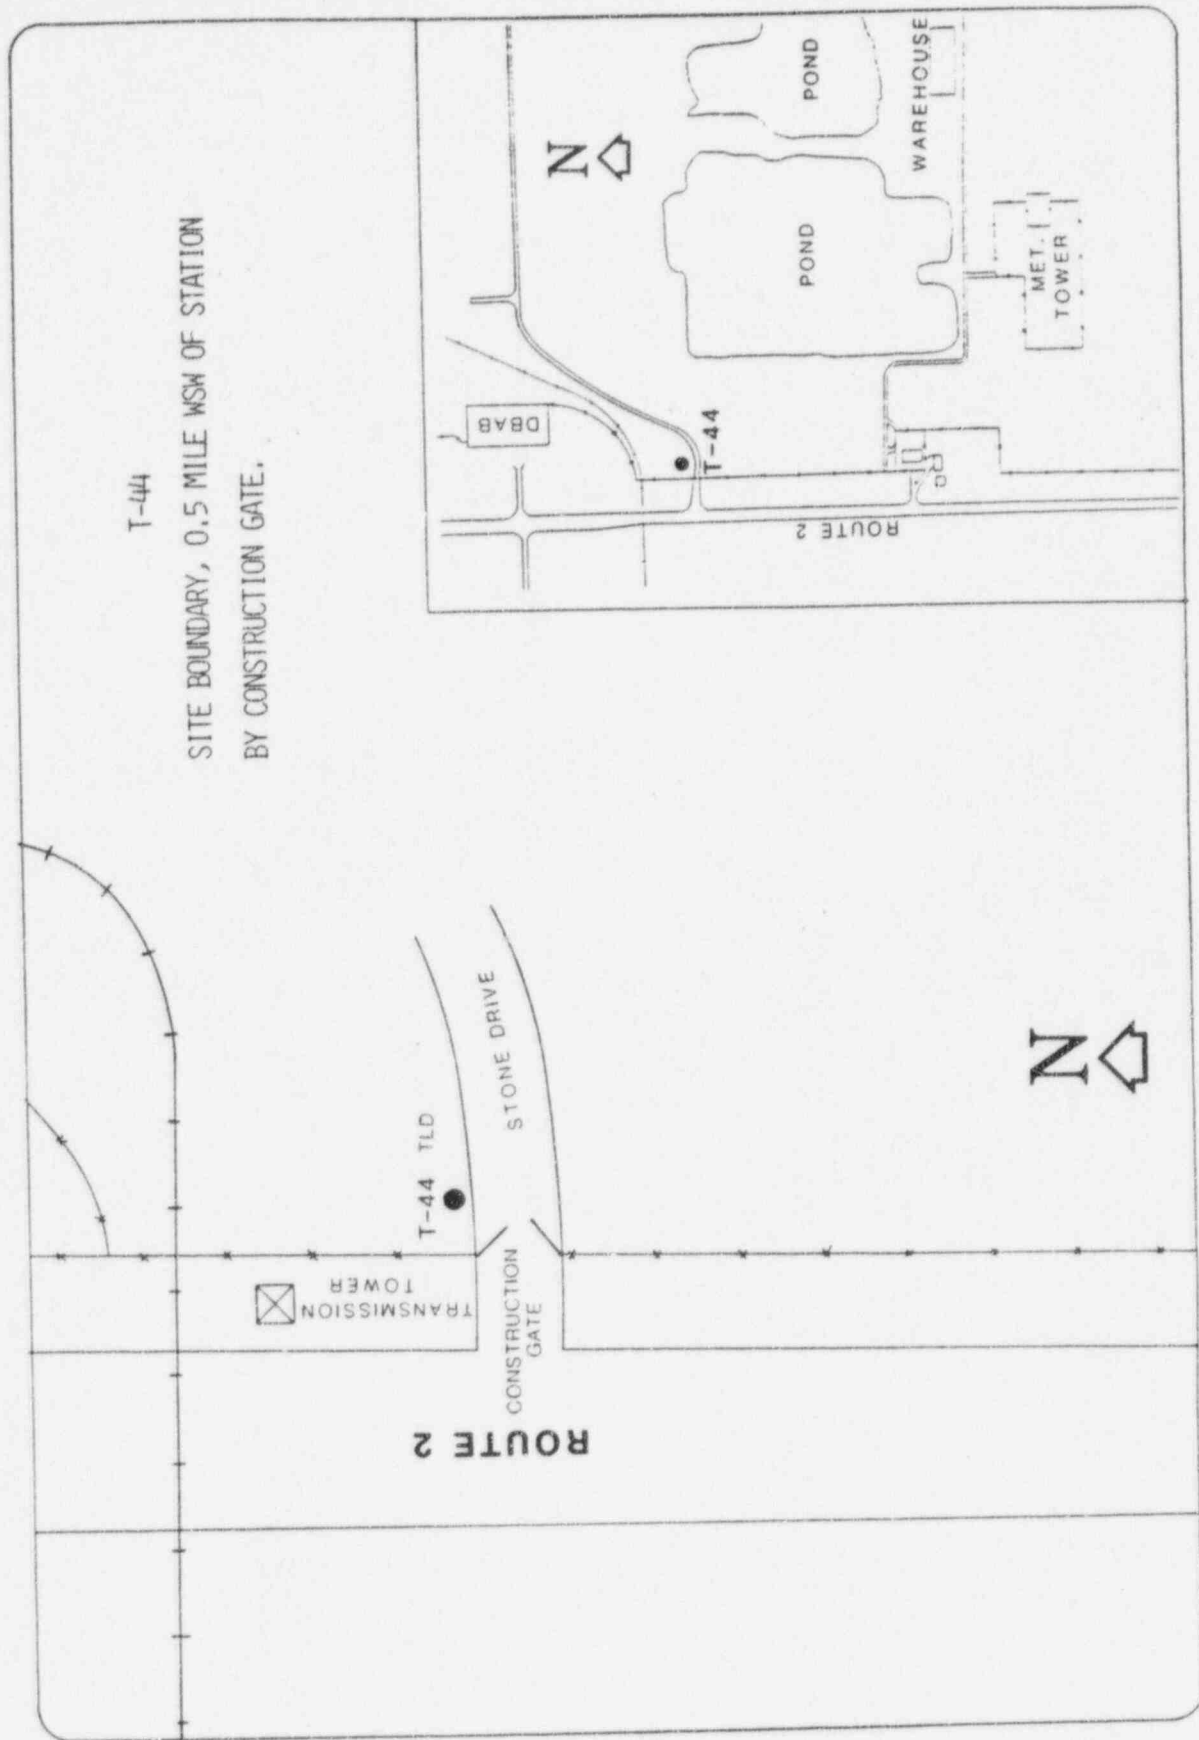 T-44
SITE BOUNDARY, 0.5 MILE WSW OF STATION
BY CONSTRUCTION GATE.
T-44 TLD
STONE DRIVE
TRANSMISSION
TOWER
CONSTRUCTION
GATE
ROUTE 2
N
N
DBAB
T-44
ROUTE 2
POND
POND
WAREHOUSE
MET.
TOWER